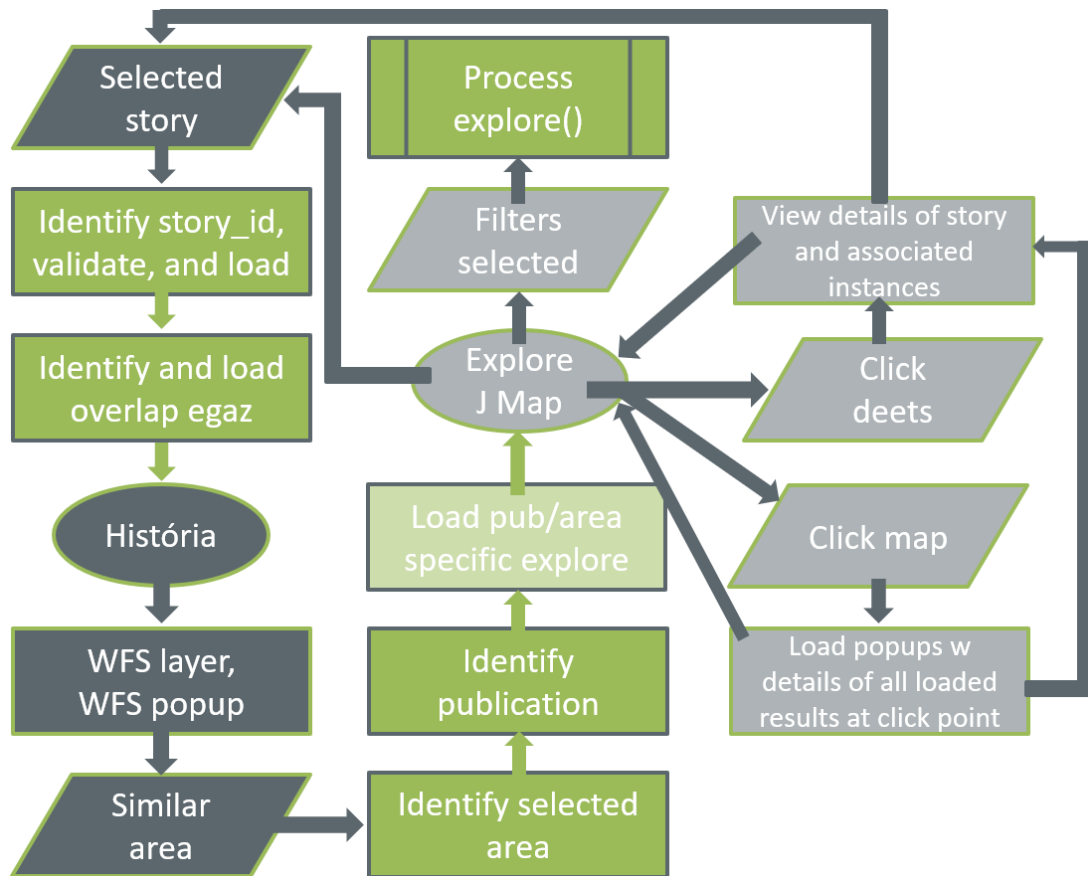 Selected
story
Identify story_id,
validate, and load
Identify and load
overlap egaz
História
WFS layer,
WFS popup
Similar
area
Process
explore()
Filters
selected
Explore
J Map
Load pub/area
specific explore
Identify
publication
Identify selected
area
View details of story
and associated
instances
Click
deets
Click map
Load popups w
details of all loaded
results at click point